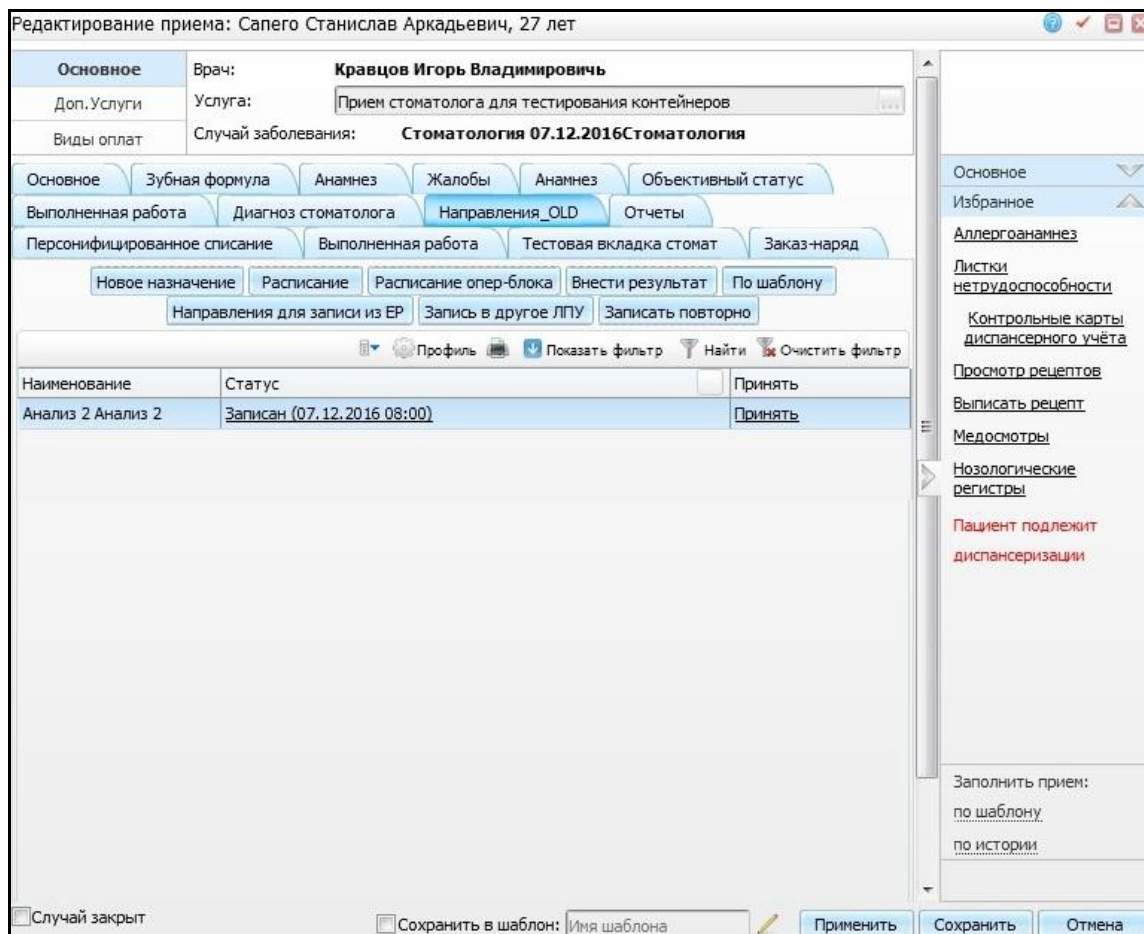 Редактирование приема: Сапего Станислав Аркадьевич, 27 лет
Основное
Доп.Услуги
Виды оплат
Врач: Кравцов Игорь Владимировичь
Услуга: Прием стоматолога для тестирования контейнеров ...
Случай заболевания: Стоматология 07.12.2016Стоматология
Основное Зубная формула Анамнез Жалобы Анамнез Объективный статус
Выполненная работа Диагноз стоматолога Направления_OLD Отчеты
Персонифицированное списание Выполненная работа Тестовая вкладка стомат Заказ-наряд
Новое назначение Расписание Расписание опер-блока Внести результат По шаблону
Направления для записи из ЕР Запись в другое ЛПУ Записать повторно
Профиль Показать фильтр Найти Очистить фильтр
Наименование Статус Принять
Анализ 2 Анализ 2 Записан (07.12.2016 08:00) Принять
Основное
Избранное
Аллергоанамнез
Листки
нетрудоспособности
Контрольные карты
диспансерного учёта
Просмотр рецептов
Выписать рецепт
Медосмотры
Нозологические
регистры
Пациент подлежит
диспансеризации
Заполнить прием:
по шаблону
по истории
Случай закрыт Сохранить в шаблон: Имя шаблона Применить Сохранить Отмена